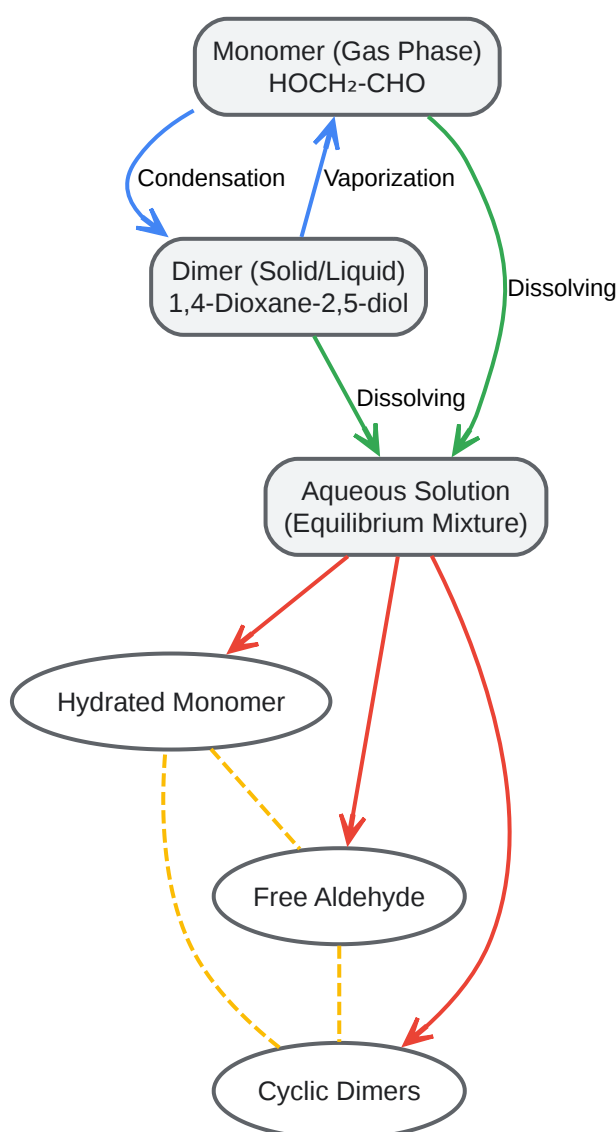 Monomer (Gas Phase)
HOCH₂-CHO
Condensation
Vaporization
Dimer (Solid/Liquid)
1,4-Dioxane-2,5-diol
Dissolving
Dissolving
Aqueous Solution
(Equilibrium Mixture)
Hydrated Monomer
Free Aldehyde
Cyclic Dimers